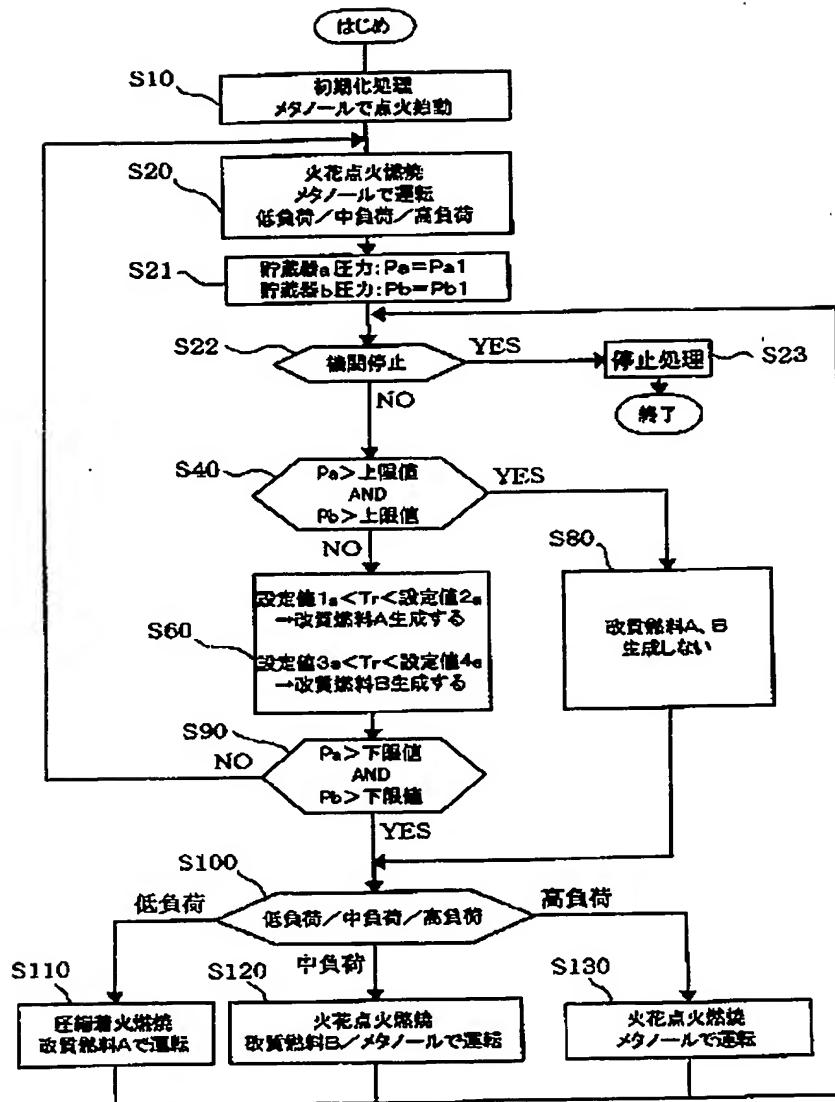 はじめ
S10
初期化処理
メタノールで点火始動
S20
火花点火燃焼
メタノールで運転
低負荷／中負荷／高負荷
S21
貯蔵器a圧力:Pa=Pa1
貯蔵器b圧力:Pb=Pb1
S22
機関停止
YES
停止処理
S23
NO
終了
S40
Pa>上限値
AND
Pb>上限値
YES
NO
S80
改質燃料A、B
生成しない
S60
設定値1a<Tr<設定値2a
→改質燃料A生成する
設定値3a<Tr<設定値4a
→改質燃料B生成する
S90
NO
Pa>下限値
AND
Pb>下限値
YES
S100
低負荷
低負荷／中負荷／高負荷
高負荷
中負荷
S110
圧縮着火燃焼
改質燃料Aで運転
S120
火花点火燃焼
改質燃料B／メタノールで運転
S130
火花点火燃焼
メタノールで運転